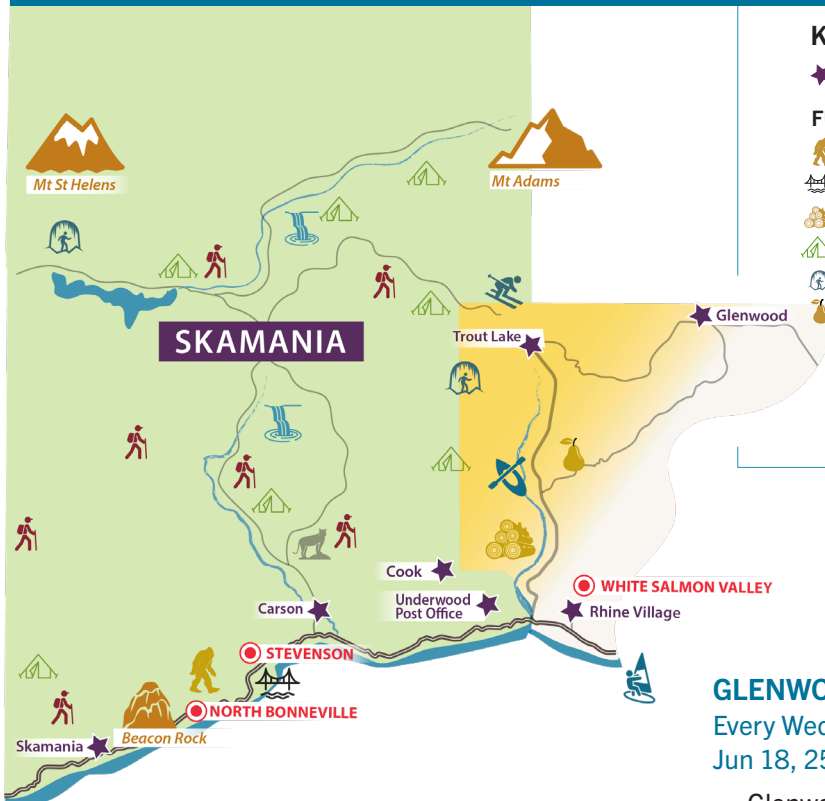 K
F
Mt St Helens
Mt Adams
SKAMANIA
Trout Lake
Glenwood
Cook
Underwood
Post Office
WHITE SALMON VALLEY
Rhine Village
Carson
STEVENSON
NORTH BONNEVILLE
Beacon Rock
Skamania
GLENWO
Every Wed
Jun 18, 25
Glenwo